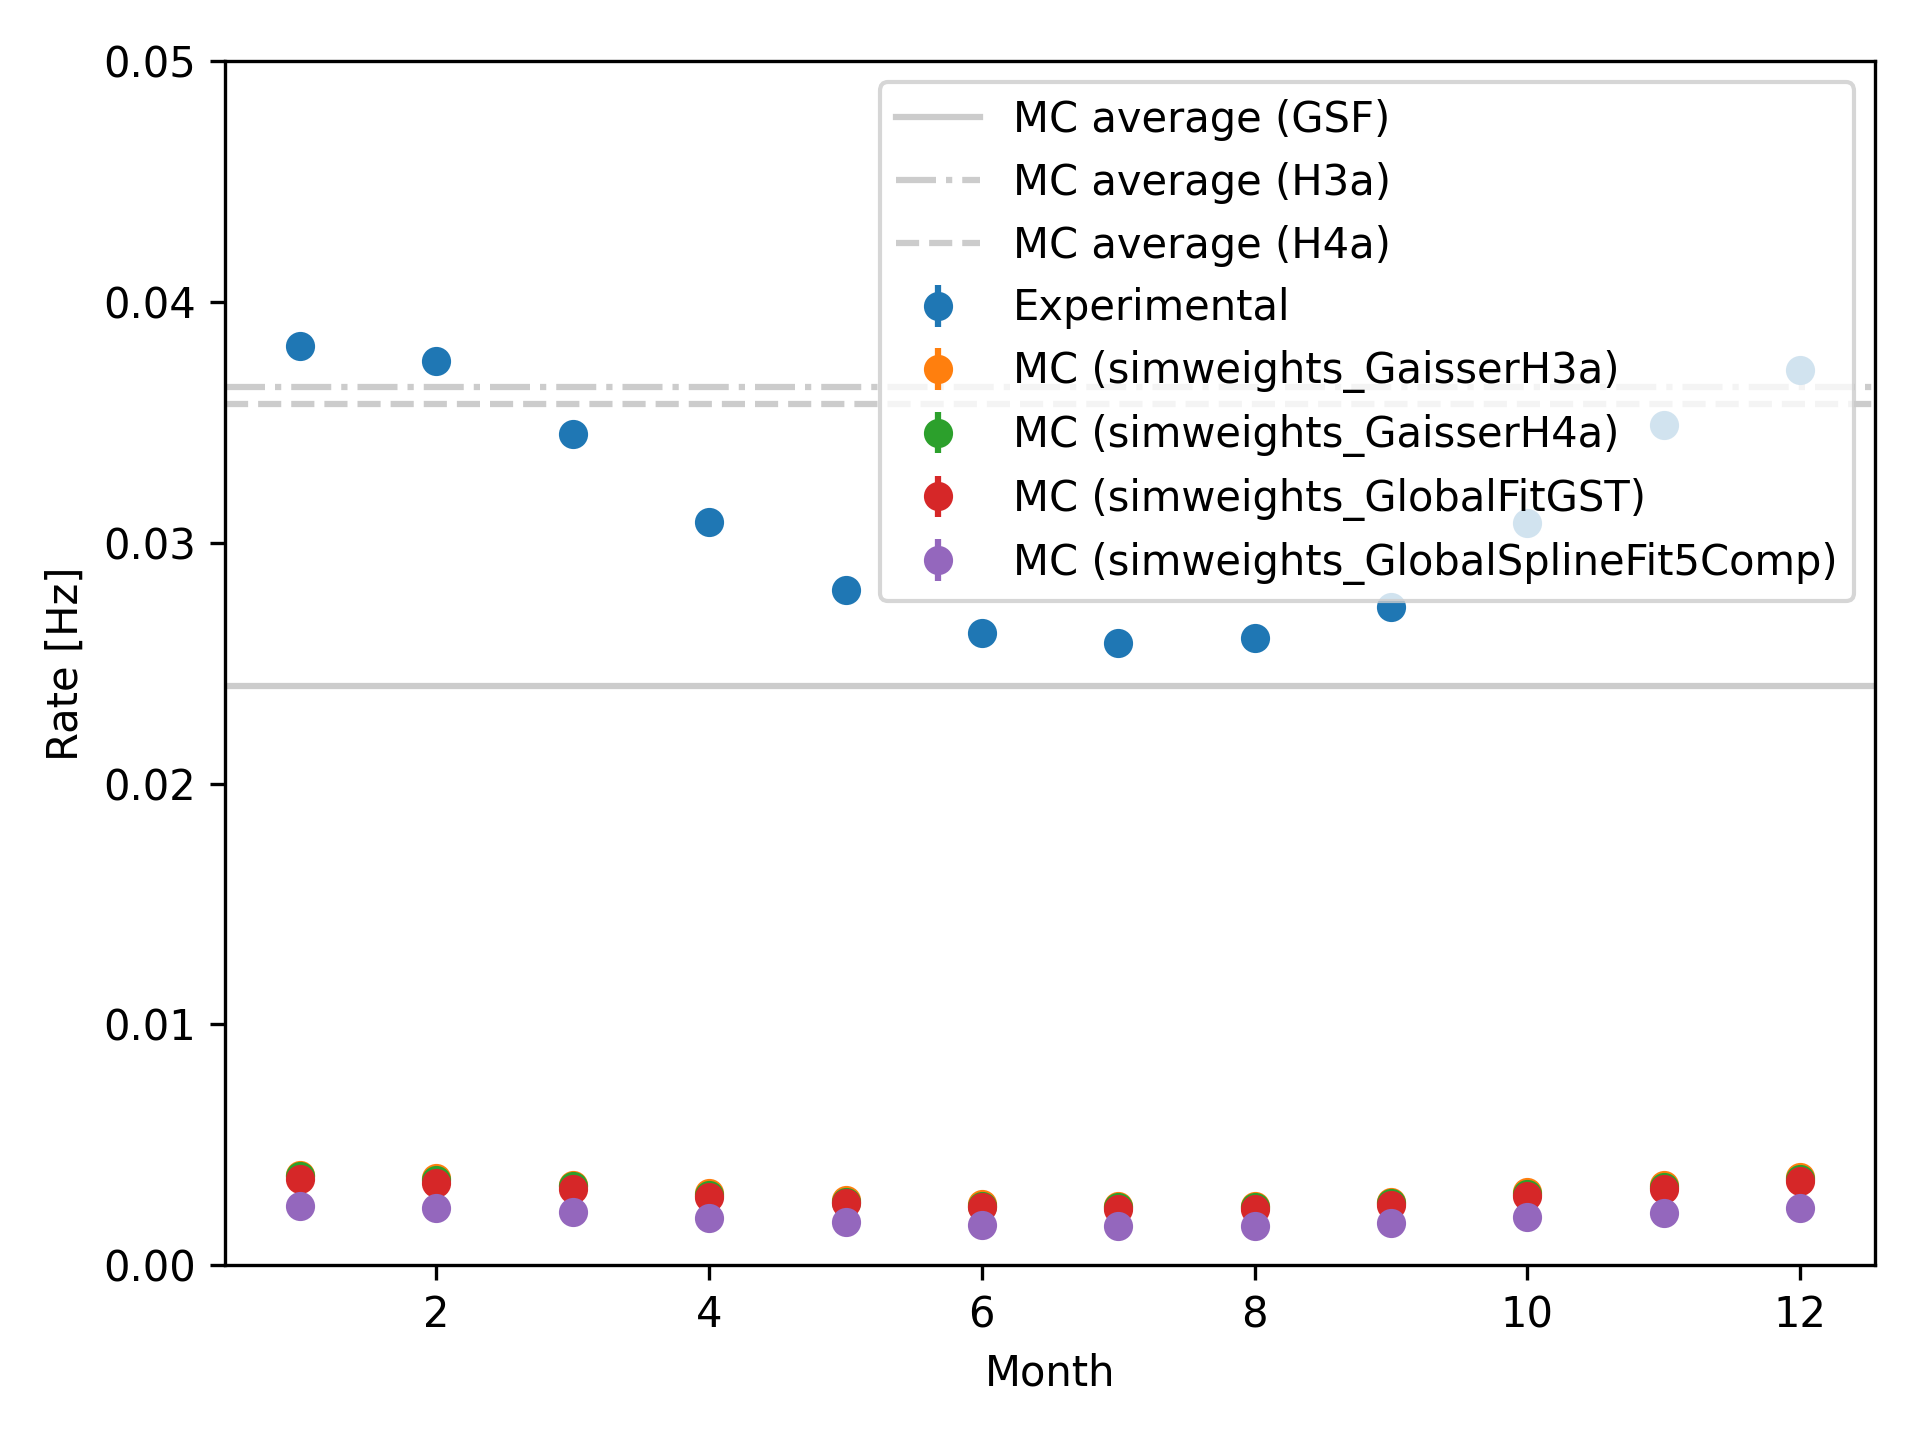 0.05
0.04
0.03
0.02
0.01
0.00
Rate [Hz]
MC average (GSF)
MC average (H3a)
MC average (H4a)
Experimental
MC (simweights_GaisserH3a)
MC (simweights_GaisserH4a)
MC (simweights_GlobalFitGST)
MC (simweights_GlobalSplineFit5Comp)
2 4 6 8 10 12
Month